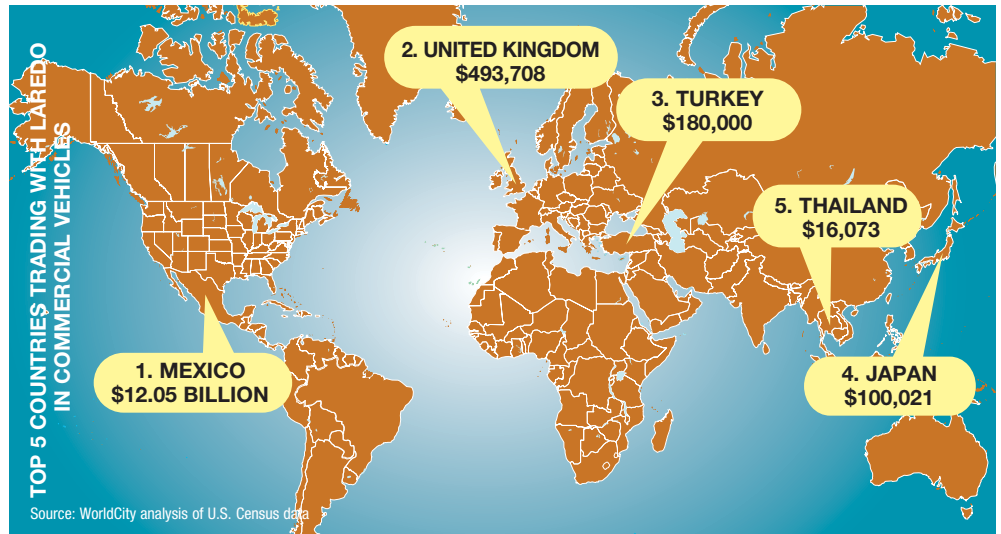 TOP 5 COUNTRIES TRADING WITH LAREDO
IN COMMERCIAL VEHICLES
1. MEXICO
$12.05 BILLION
2. UNITED KINGDOM
$493,708
3. TURKEY
$180,000
4. JAPAN
$100,021
5. THAILAND
$16,073
Source: WorldCity analysis of U.S. Census data